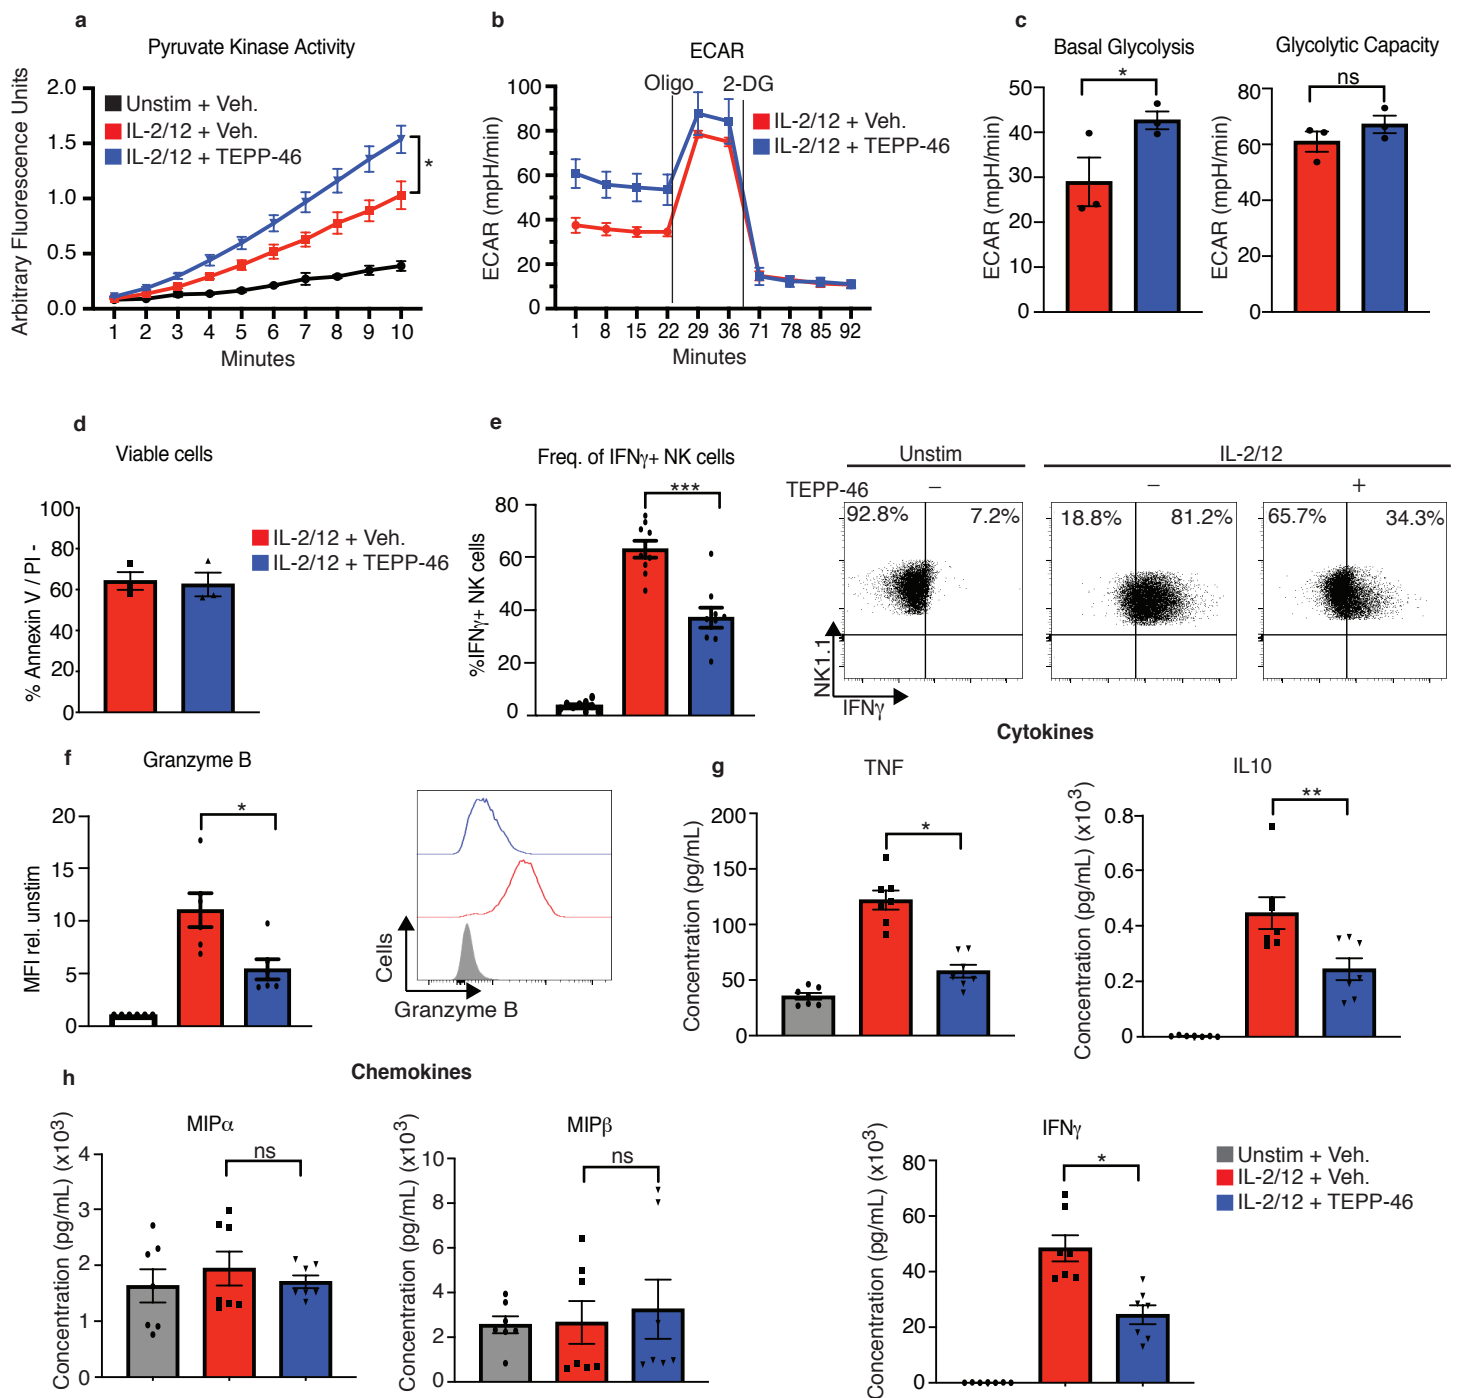 a
Pyruvate Kinase Activity
Arbitrary Fluorescence Units
2.0
1.5
1.0
0.5
0.0
Unstim + Veh.
IL-2/12 + Veh.
IL-2/12 + TEPP-46
*
1 2 3 4 5 6 7 8 9 10
Minutes
b
ECAR
Oligo 2-DG
ECAR (mpH/min)
100
80
60
40
20
0
IL-2/12 + Veh.
IL-2/12 + TEPP-46
1 8 15 22 29 36 71 78 85 92
Minutes
c
Basal Glycolysis
*
ECAR (mpH/min)
50
40
30
20
10
0
Glycolytic Capacity
ns
ECAR (mpH/min)
80
60
40
20
0
d
Viable cells
% Annexin V / PI -
100
80
60
40
20
0
IL-2/12 + Veh.
IL-2/12 + TEPP-46
e
Freq. of IFNγ+ NK cells
***
%IFNγ+ NK cells
80
60
40
20
0
Unstim IL-2/12
TEPP-46 − − +
92.8% 7.2%
18.8% 81.2%
65.7% 34.3%
NK1.1
IFNγ
f
Granzyme B
*
MFI rel. unstim
20
15
10
5
0
Cells
Granzyme B
Cytokines
g
TNF
*
Concentration (pg/mL)
200
150
100
50
0
IL10
**
Concentration (pg/mL) (x10³)
0.8
0.6
0.4
0.2
0
h
Chemokines
MIPα
ns
Concentration (pg/mL) (x10³)
4
3
2
1
0
MIPβ
ns
Concentration (pg/mL) (x10³)
10
8
6
4
2
0
IFNγ
*
Concentration (pg/mL) (x10³)
80
60
40
20
0
Unstim + Veh.
IL-2/12 + Veh.
IL-2/12 + TEPP-46